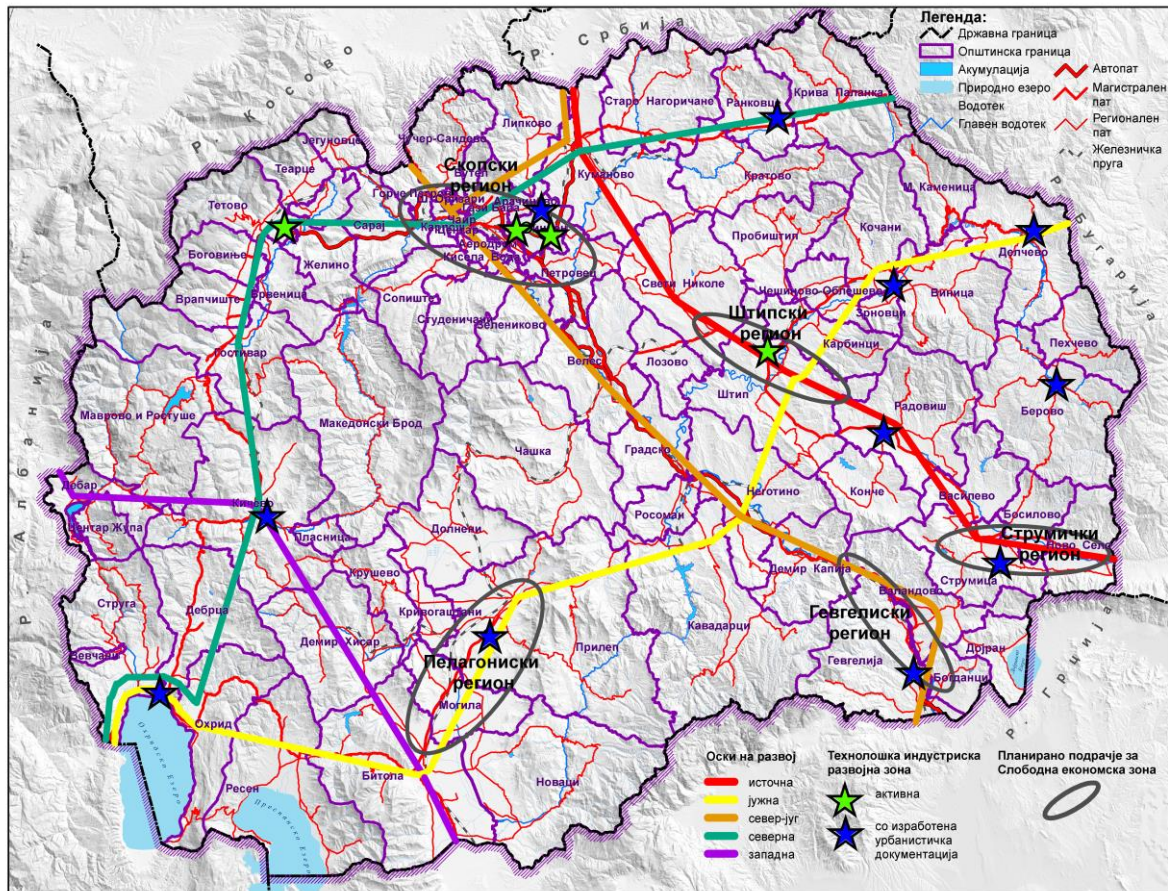 Легенда:
Државна граница
Општинска граница
Акумулација
Природно езеро
Водотек
Главен водотек
Автопат
Магистрален
пат
Регионален
пат
Железничка
пруга
Р. Србија
Р. Косово
Р. Бугарија
Р. Грција
Р. Албанија
Старо Нагоричане
Ранковце
Крива Паланка
Липково
Чучер-Сандево
Јегуновце
Теарце
Бутел
Скопски
регион
Куманово
Кратово
М. Каменица
Тетово
Сарај
Арачиново
Пробиштип
Кочани
Делчево
Боговиње
Желино
Аеродром
Кисела Вода
Петровец
Свети Николе
Чешиново-Облешево
Виница
Зрновци
Врапчиште
Брвеница
Сопиште
Студеничани
Зелениково
Штипски
регион
Карбинци
Пехчево
Гостивар
Велес
Лозово
Штип
Берово
Радовиш
Маврово и Ростуше
Македонски Брод
Чашка
Градско
Неготино
Конче
Василево
Босилово
Дебар
Центар Жупа
Кичево
Пласница
Долнени
Росоман
Струмички
регион
Ново Село
Струмица
Крушево
Кривогаштани
Демир Капија
Валандово
Струга
Дебрца
Демир Хисар
Прилеп
Кавадарци
Гевгелиски
регион
Вевчани
Пелагониски
регион
Гевгелија
Дојран
Богданци
Могила
Охрид
Охридско Езеро
Битола
Новаци
Ресен
Преспанско Езеро
Оски на развој
источна
јужна
север-југ
северна
западна
Технолошка индустриска
развојна зона
активна
со изработена
урбанистичка
документација
Планирано подрачје за
Слободна економска зона